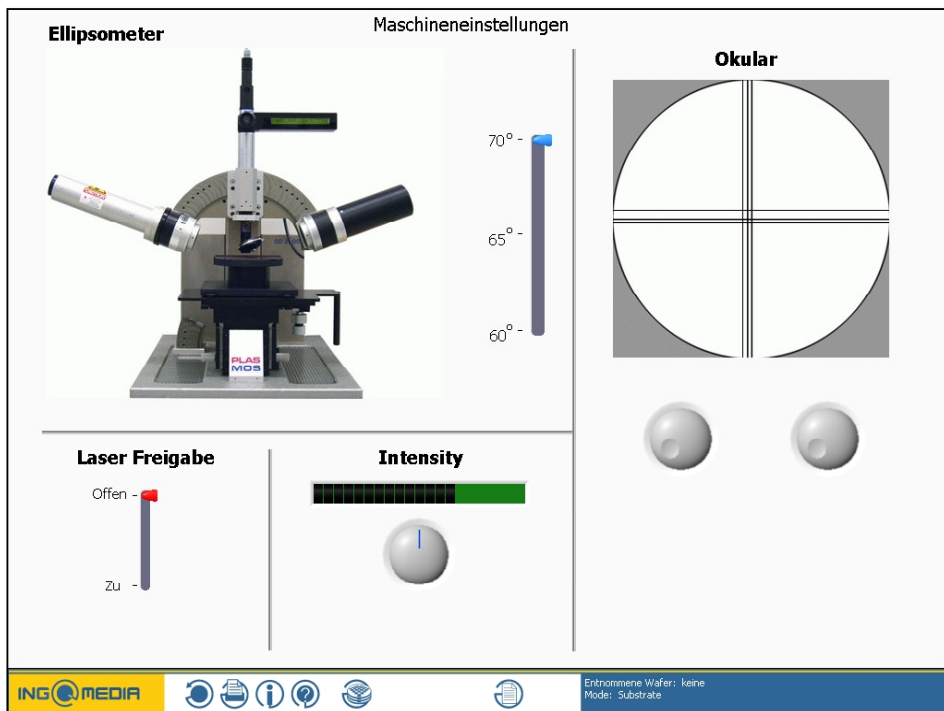 Maschineneinstellungen
Ellipsometer
Okular
70°
65°
60°
PLAS
MOS
Laser Freigabe
Offen
Zu
Intensity
ING MEDIA
Entnommene Wafer: keine
Mode: Substrate